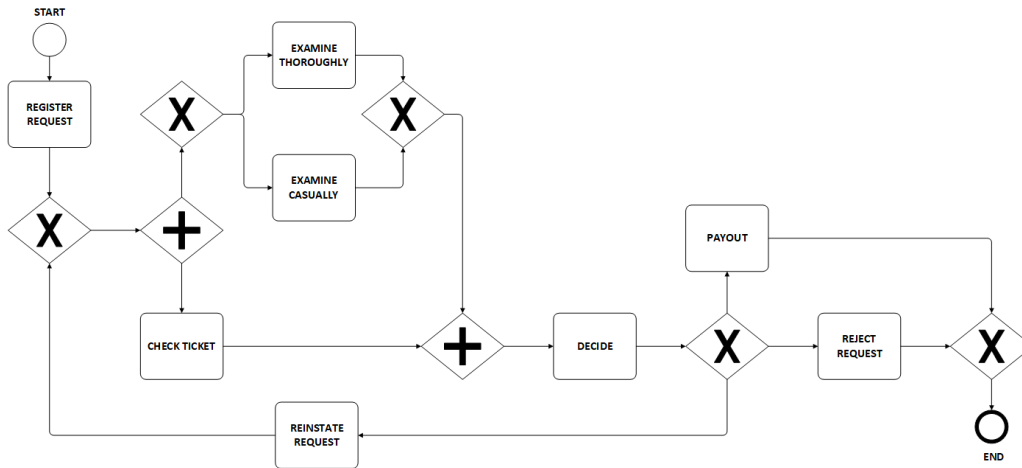 START
REGISTER
REQUEST
X
EXAMINE
THOROUGHLY
EXAMINE
CASUALLY
X
X
+
CHECK TICKET
+
DECIDE
X
PAYOUT
REJECT
REQUEST
X
REINSTATE
REQUEST
END